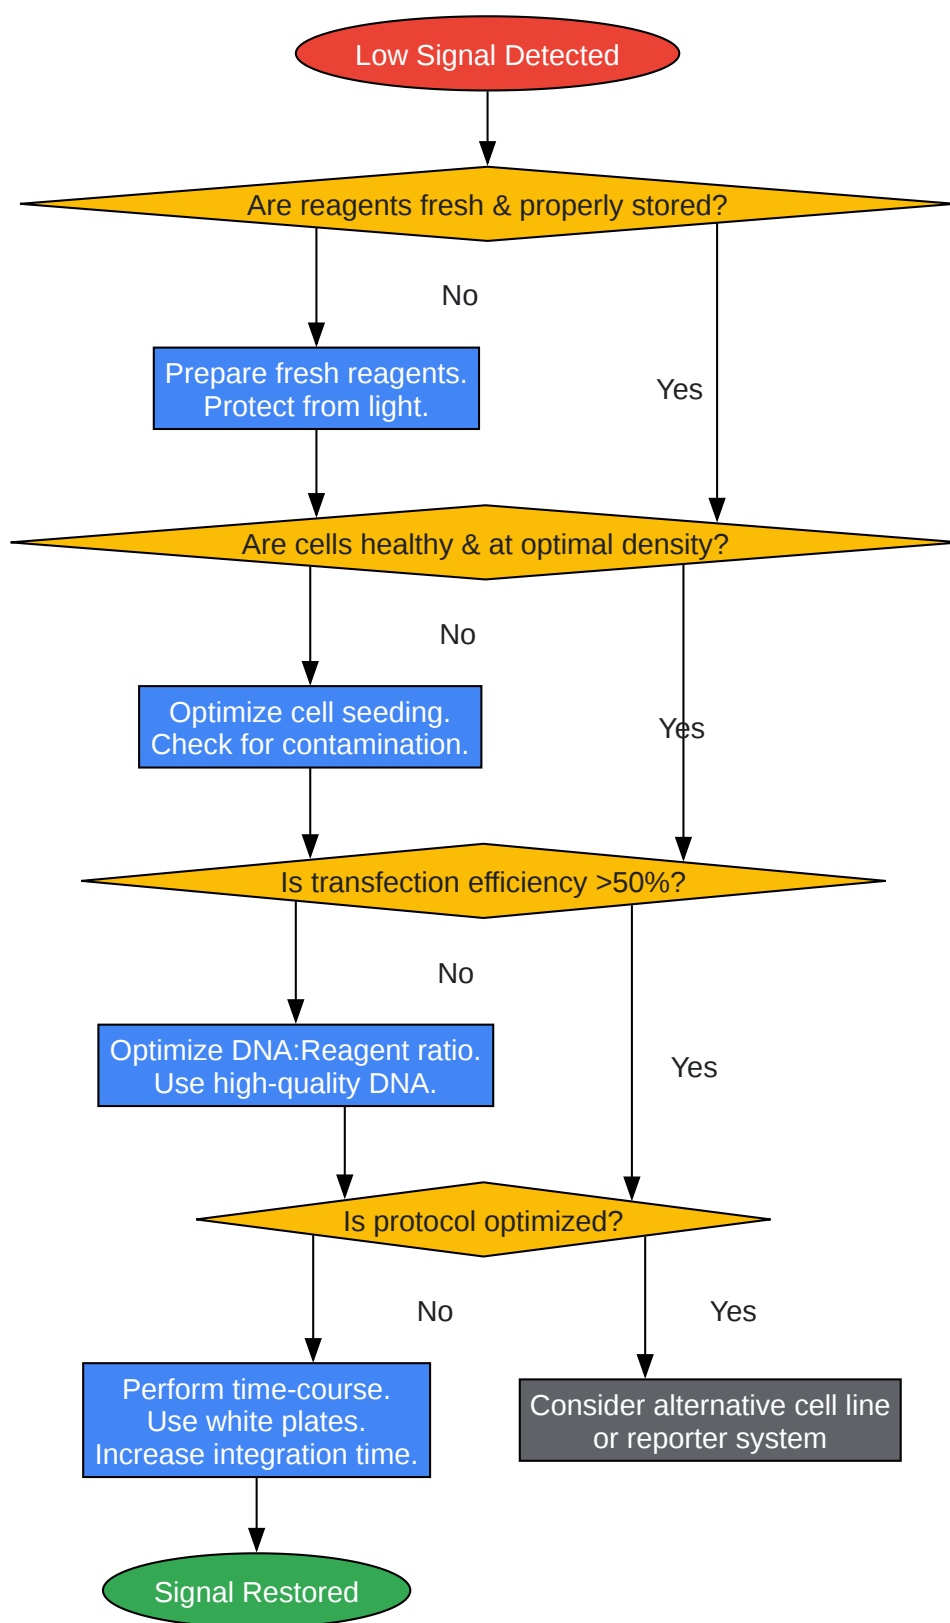 Low Signal Detected
Are reagents fresh & properly stored?
No
Prepare fresh reagents.
Protect from light.
Yes
Are cells healthy & at optimal density?
No
Optimize cell seeding.
Check for contamination.
Yes
Is transfection efficiency >50%?
No
Optimize DNA:Reagent ratio.
Use high-quality DNA.
Yes
Is protocol optimized?
No
Yes
Perform time-course.
Use white plates.
Increase integration time.
Consider alternative cell line
or reporter system
Signal Restored